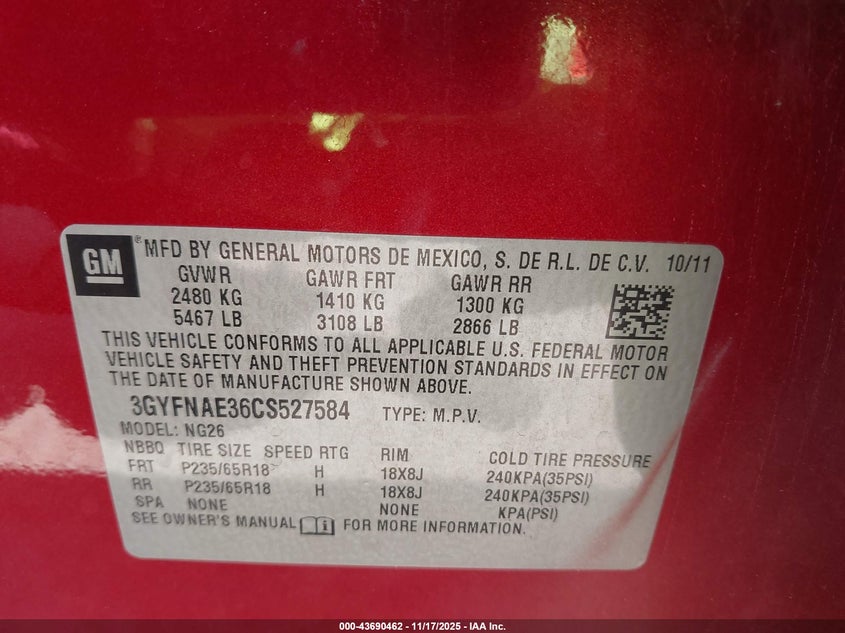 GM® MFD BY GENERAL MOTORS DE MEXICO, S. DE R.L. DE C.V. 10/11
GVWR GAWR FRT GAWR RR
2480 KG 1410 KG 1300 KG
5467 LB 3108 LB 2866 LB
THIS VEHICLE CONFORMS TO ALL APPLICABLE U.S. FEDERAL MOTOR
VEHICLE SAFETY AND THEFT PREVENTION STANDARDS IN EFFECT ON
THE DATE OF MANUFACTURE SHOWN ABOVE.
3GYFNAE36CS527584 TYPE: M.P.V.
MODEL: NG26
NBBQ TIRE SIZE SPEED RTG RIM COLD TIRE PRESSURE
FRT P235/65R18 H 18X8J 240KPA(35PSI)
RR P235/65R18 H 18X8J 240KPA(35PSI)
SPA NONE NONE KPA(PSI)
SEE OWNER'S MANUAL FOR MORE INFORMATION.
000-43690462 - 11/17/2025 - IAA Inc.